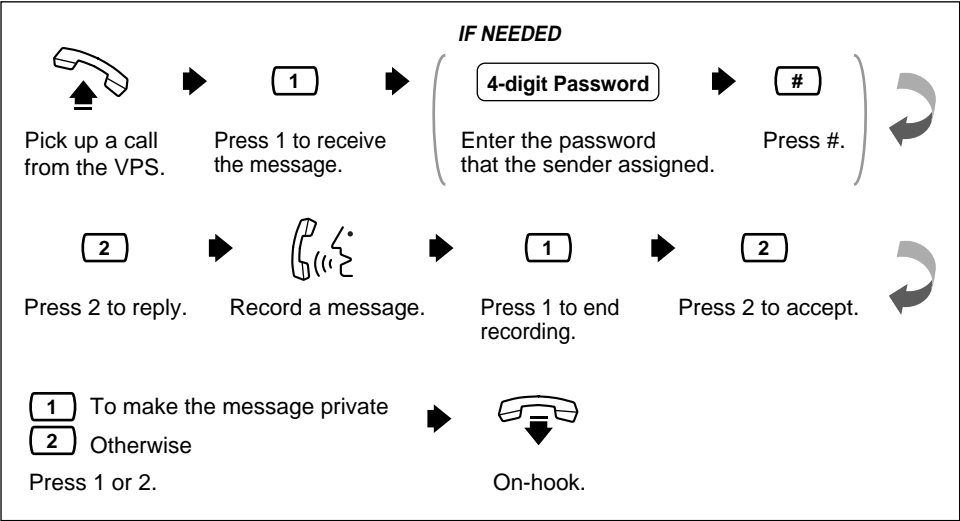 IF NEEDED
1
4-digit Password
#
Pick up a call
from the VPS.
Press 1 to receive
the message.
Enter the password
that the sender assigned.
Press #.
2
1
2
Press 2 to reply.
Record a message.
Press 1 to end
recording.
Press 2 to accept.
1 To make the message private
2 Otherwise
Press 1 or 2.
On-hook.